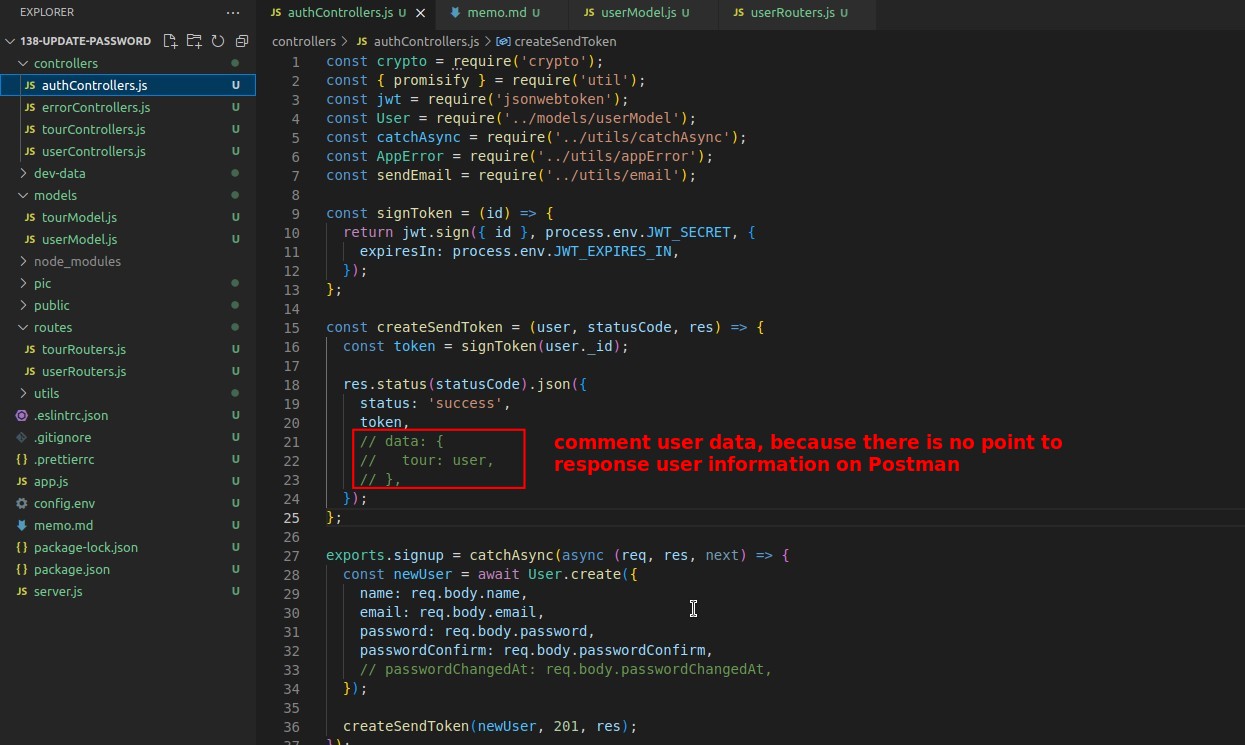 EXPLORER
138-UPDATE-PASSWORD
controllers
JS authControllers.js U
JS errorControllers.js U
JS tourControllers.js U
JS userControllers.js U
dev-data
models
JS tourModel.js U
JS userModel.js U
node_modules
pic
public
routes
JS tourRouters.js U
JS userRouters.js U
utils
.eslintrc.json U
.gitignore U
{} .prettierrc U
JS app.js U
config.env U
memo.md U
{} package-lock.json U
{} package.json U
JS server.js U
JS authControllers.js U
memo.md U
JS userModel.js U
JS userRouters.js U
controllers > JS authControllers.js > createSendToken
1 const crypto = require('crypto');
2 const { promisify } = require('util');
3 const jwt = require('jsonwebtoken');
4 const User = require('../models/userModel');
5 const catchAsync = require('../utils/catchAsync');
6 const AppError = require('../utils/appError');
7 const sendEmail = require('../utils/email');
8
9 const signToken = (id) => {
10 return jwt.sign({ id }, process.env.JWT_SECRET, {
11 expiresIn: process.env.JWT_EXPIRES_IN,
12 });
13 };
14
15 const createSendToken = (user, statusCode, res) => {
16 const token = signToken(user._id);
17
18 res.status(statusCode).json({
19 status: 'success',
20 token,
21 // data: {
22 // tour: user,
23 // },
24 });
25 };
26
27 exports.signup = catchAsync(async (req, res, next) => {
28 const newUser = await User.create({
29 name: req.body.name,
30 email: req.body.email,
31 password: req.body.password,
32 passwordConfirm: req.body.passwordConfirm,
33 // passwordChangedAt: req.body.passwordChangedAt,
34 });
35
36 createSendToken(newUser, 201, res);
37 });
comment user data, because there is no point to
response user information on Postman